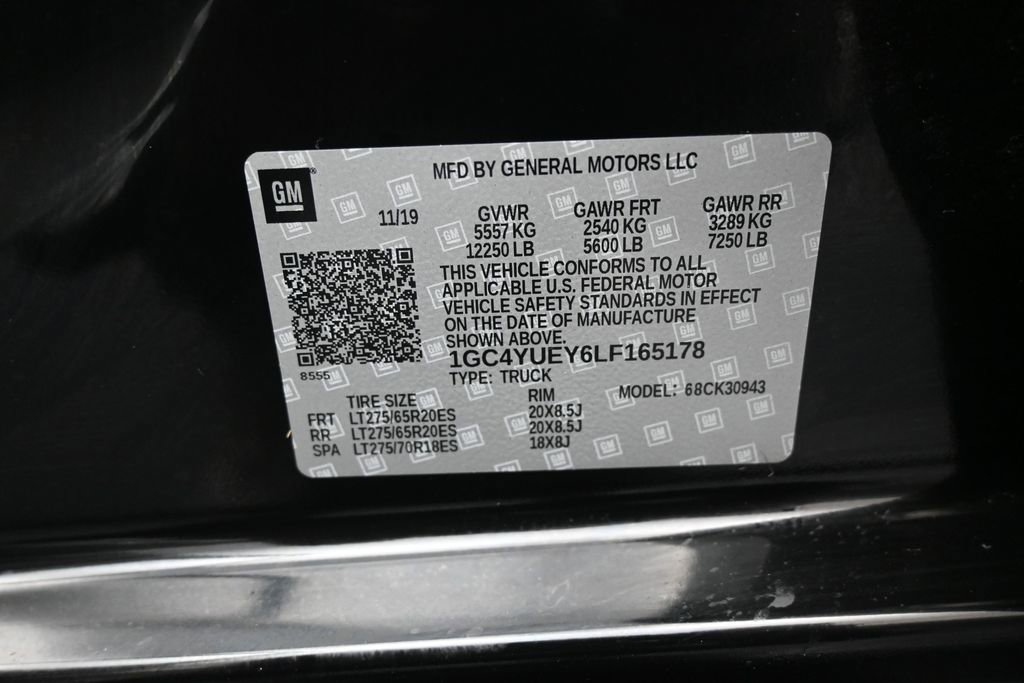 MFD BY GENERAL MOTORS LLC
GM®
11/19
GVWR GAWR FRT GAWR RR
5557 KG 2540 KG 3289 KG
12250 LB 5600 LB 7250 LB
THIS VEHICLE CONFORMS TO ALL
APPLICABLE U.S. FEDERAL MOTOR
VEHICLE SAFETY STANDARDS IN EFFECT
ON THE DATE OF MANUFACTURE
SHOWN ABOVE.
1GC4YUEY6LF165178
8555
TYPE: TRUCK
MODEL: 68CK30943
TIRE SIZE RIM
FRT LT275/65R20ES 20X8.5J
RR LT275/65R20ES 20X8.5J
SPA LT275/70R18ES 18X8J